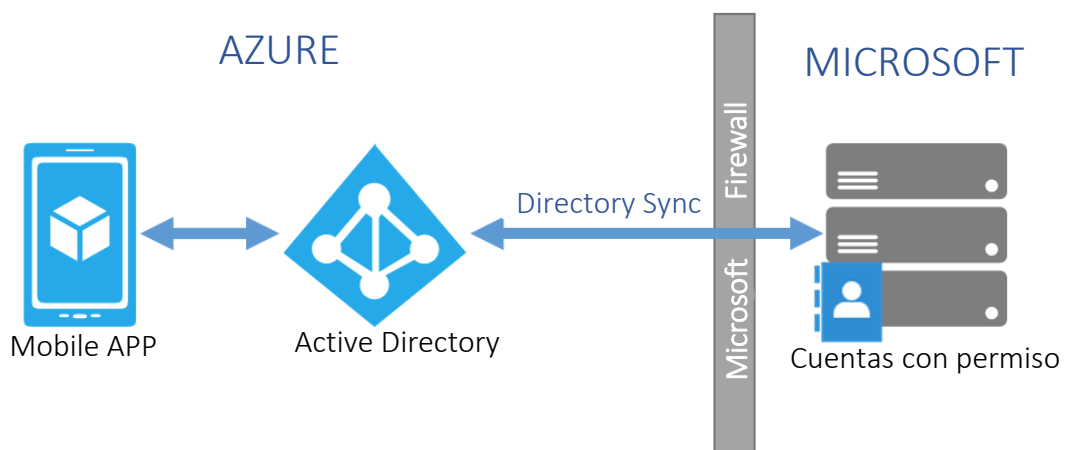 AZURE
MICROSOFT
Microsoft Firewall
Directory Sync
Mobile APP
Active Directory
Cuentas con permiso